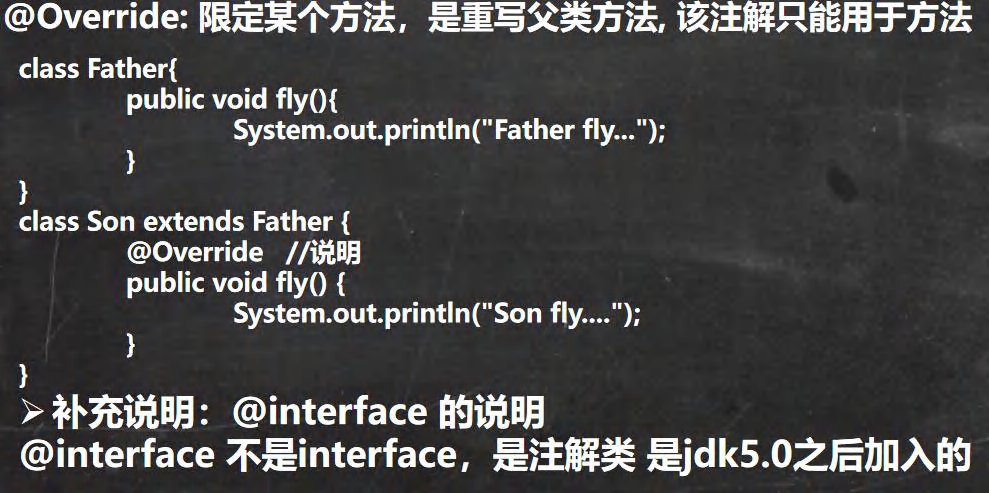 @Override: 限定某个方法，是重写父类方法, 该注解只能用于方法
class Father{
public void fly(){
System.out.println("Father fly...");
}
}
class Son extends Father {
@Override //说明
public void fly() {
System.out.println("Son fly....");
}
}
➢ 补充说明：@interface 的说明
@interface 不是interface，是注解类 是jdk5.0之后加入的